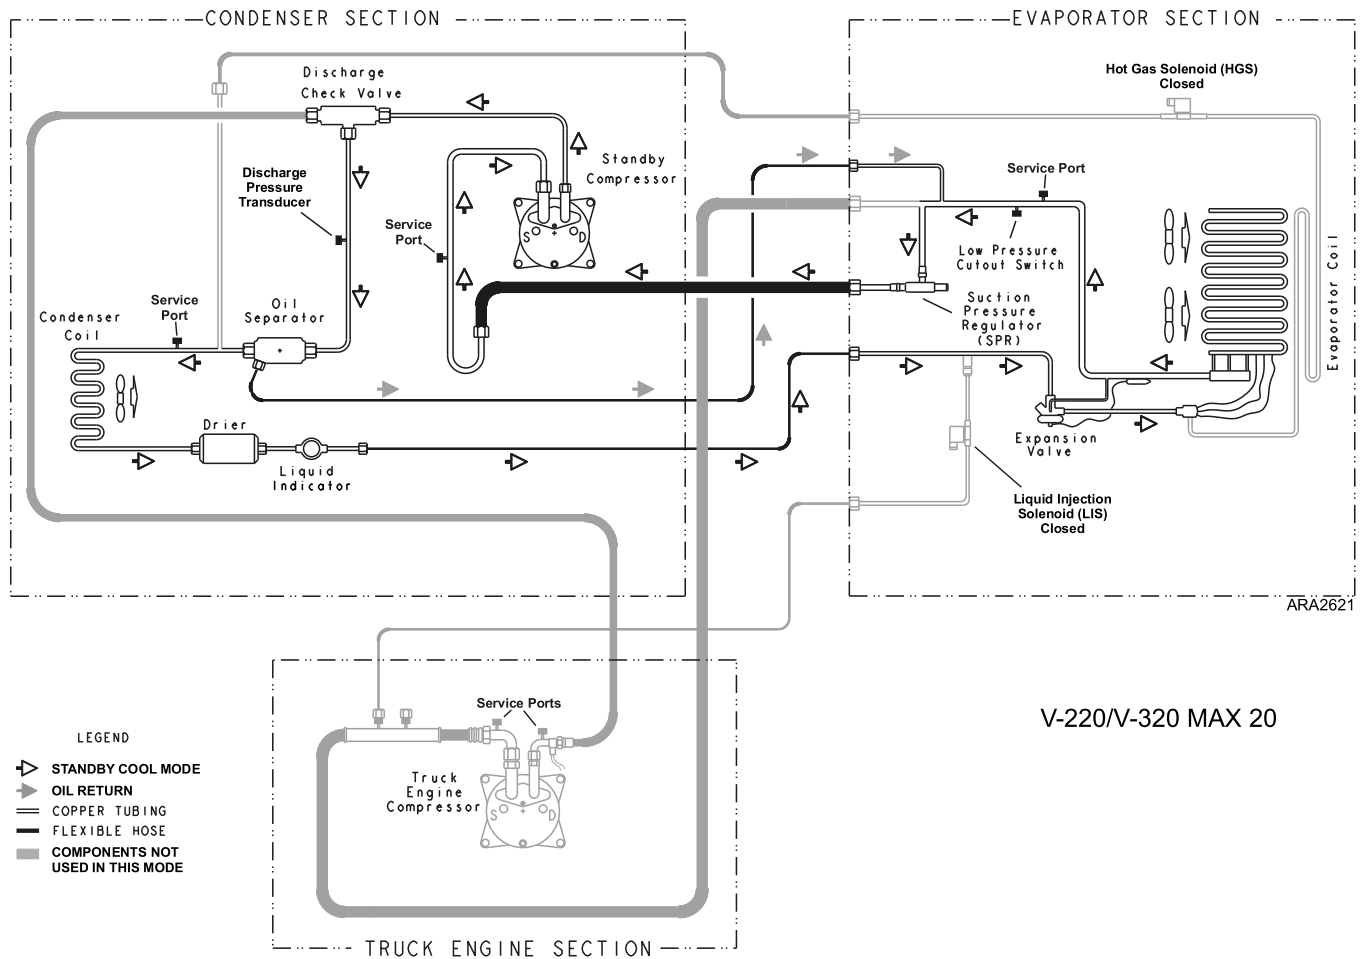 CONDENSER SECTION
EVAPORATOR SECTION
Discharge
Check Valve
Hot Gas Solenoid (HGS)
Closed
Standby
Compressor
Discharge
Pressure
Transducer
Service Port
Service
Port
S
D
Low Pressure
Cutout Switch
Evaporator Coil
Service
Port
Oil
Separator
Condenser
Coil
Suction
Pressure
Regulator
(SPR)
Drier
Liquid
Indicator
Expansion
Valve
Liquid Injection
Solenoid (LIS)
Closed
ARA2621
Service Ports
V-220/V-320 MAX 20
LEGEND
STANDBY COOL MODE
OIL RETURN
COPPER TUBING
FLEXIBLE HOSE
COMPONENTS NOT
USED IN THIS MODE
Truck
Engine
Compressor
S
D
TRUCK ENGINE SECTION